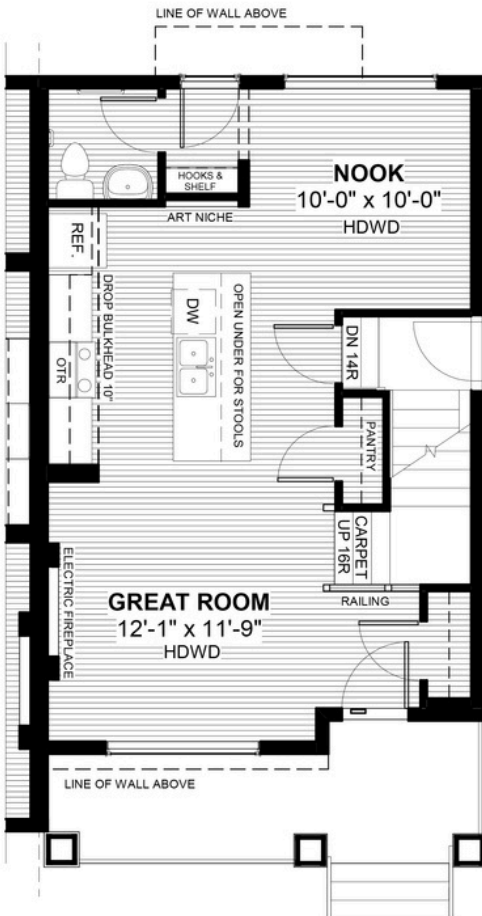 LINE OF WALL ABOVE
HOOKS &
SHELF
ART NICHE
NOOK
10'-0" x 10'-0"
HDWD
REF.
DROP BULKHEAD 10"
OTR
DW
OPEN UNDER FOR STOOLS
DN 14R
PANTRY
CARPET
UP 16R
RAILING
ELECTRIC FIREPLACE
GREAT ROOM
12'-1" x 11'-9"
HDWD
LINE OF WALL ABOVE